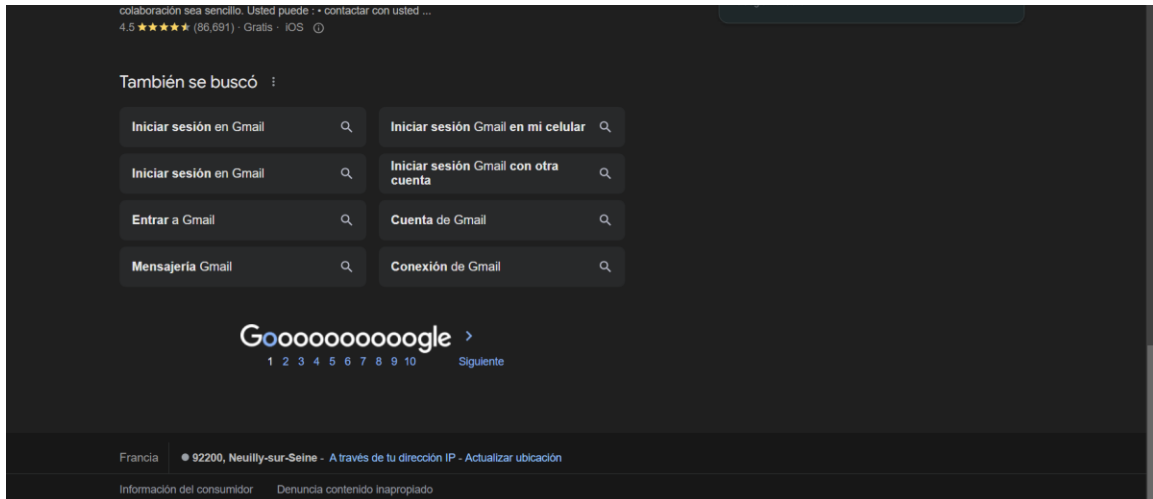 colaboración sea sencillo. Usted puede : • contactar con usted ...
4.5 ★★★★★ (86,691) · Gratis · iOS
También se buscó
Iniciar sesión en Gmail
Iniciar sesión Gmail en mi celular
Iniciar sesión en Gmail
Iniciar sesión Gmail con otra
cuenta
Entrar a Gmail
Cuenta de Gmail
Mensajería Gmail
Conexión de Gmail
Goooooooooogle >
1 2 3 4 5 6 7 8 9 10 Siguiente
Francia 92200, Neuilly-sur-Seine - A través de tu dirección IP - Actualizar ubicación
Información del consumidor Denuncia contenido inapropiado